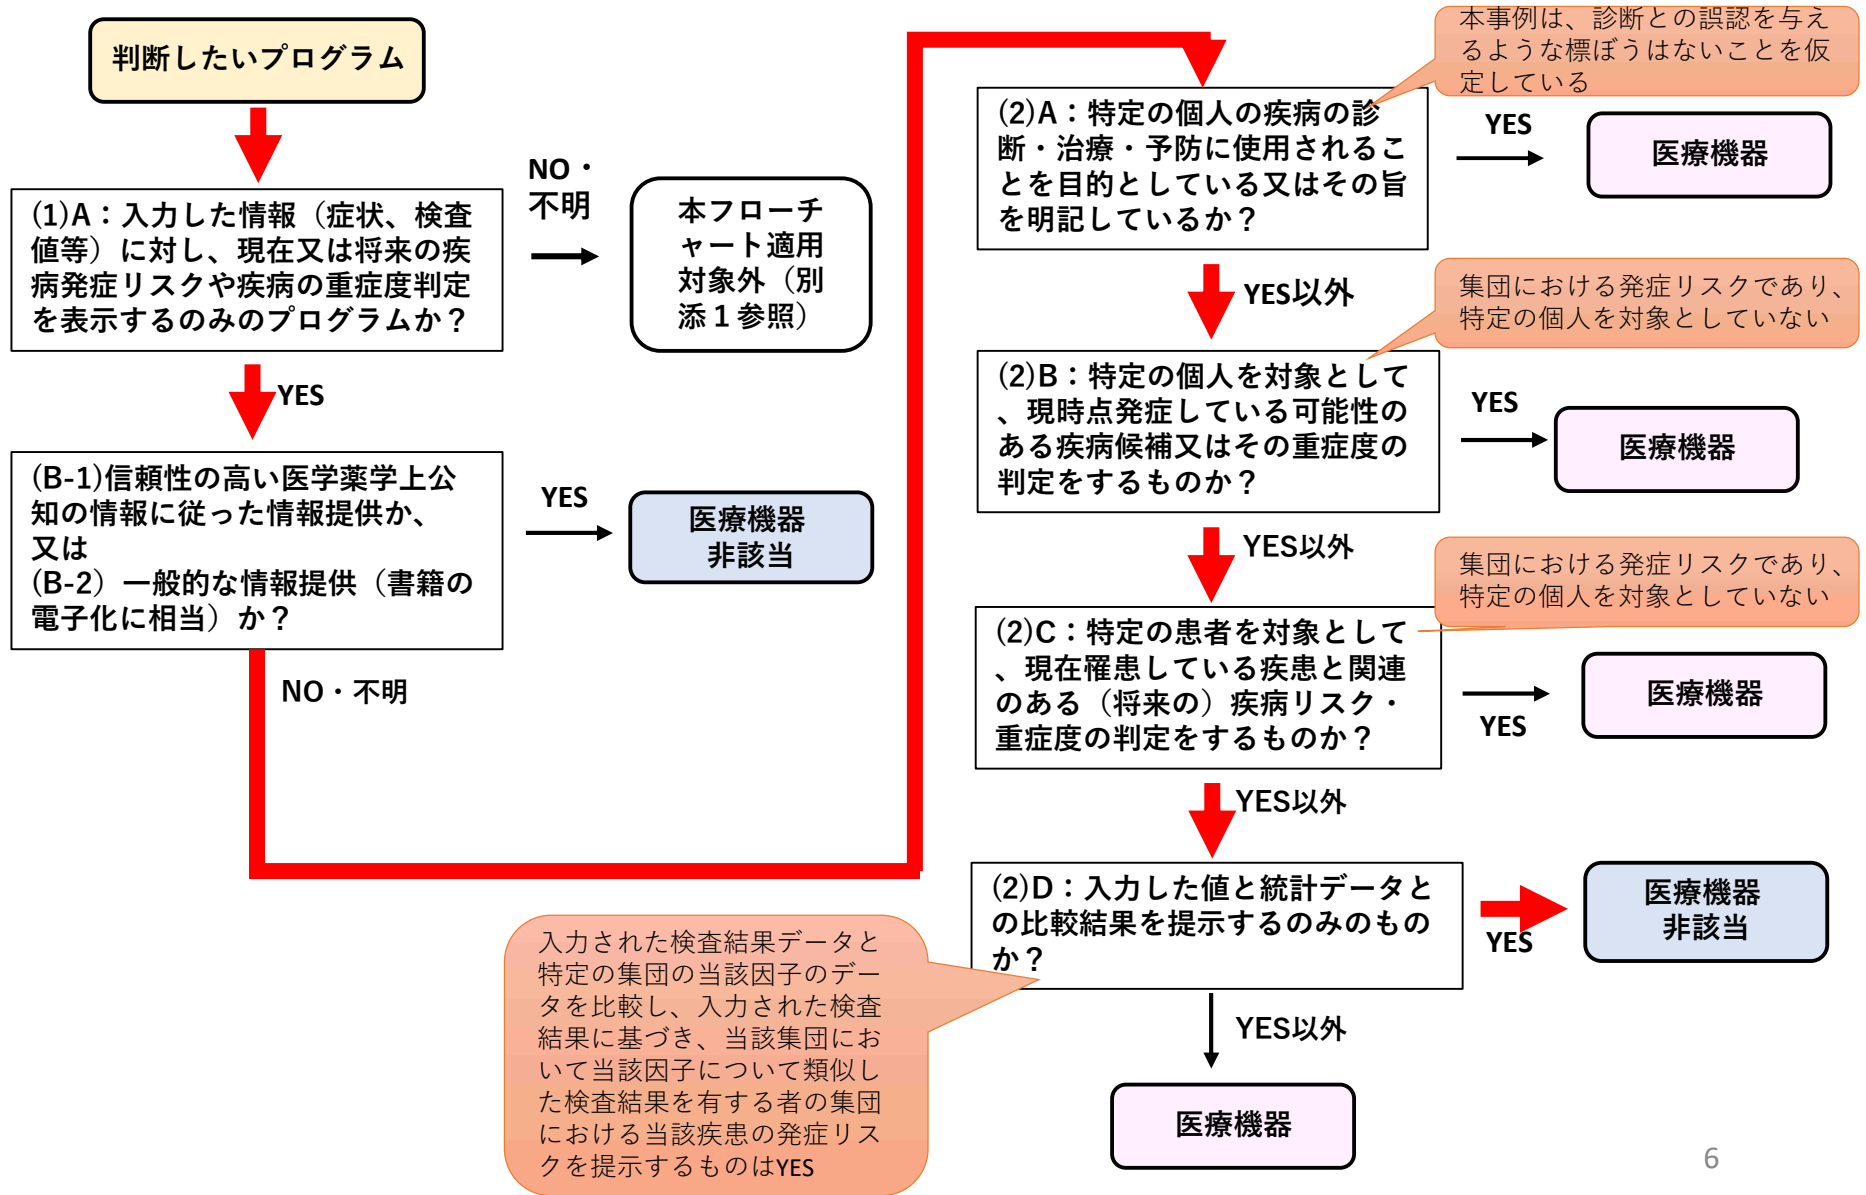 判断したいプログラム
(1)A：入力した情報（症状、検査
値等）に対し、現在又は将来の疾
病発症リスクや疾病の重症度判定
を表示するのみのプログラムか？
NO・
不明
本フローチ
ャート適用
対象外（別
添１参照）
YES
(B-1)信頼性の高い医学薬学上公
知の情報に従った情報提供か、
又は
(B-2）一般的な情報提供（書籍の
電子化に相当）か？
YES
医療機器
非該当
NO・不明
本事例は、診断との誤認を与え
るような標ぼうはないことを仮
定している
(2)A：特定の個人の疾病の診
断・治療・予防に使用されるこ
とを目的としている又はその旨
を明記しているか？
YES
医療機器
YES以外
集団における発症リスクであり、
特定の個人を対象としていない
(2)B：特定の個人を対象として
、現時点発症している可能性の
ある疾病候補又はその重症度の
判定をするものか？
YES
医療機器
YES以外
集団における発症リスクであり、
特定の個人を対象としていない
(2)C：特定の患者を対象として
、現在罹患している疾患と関連
のある（将来の）疾病リスク・
重症度の判定をするものか？
YES
医療機器
YES以外
(2)D：入力した値と統計データと
の比較結果を提示するのみのもの
か？
YES
医療機器
非該当
入力された検査結果データと
特定の集団の当該因子のデー
タを比較し、入力された検査
結果に基づき、当該集団にお
いて当該因子について類似し
た検査結果を有する者の集団
における当該疾患の発症リス
クを提示するものはYES
YES以外
医療機器
6